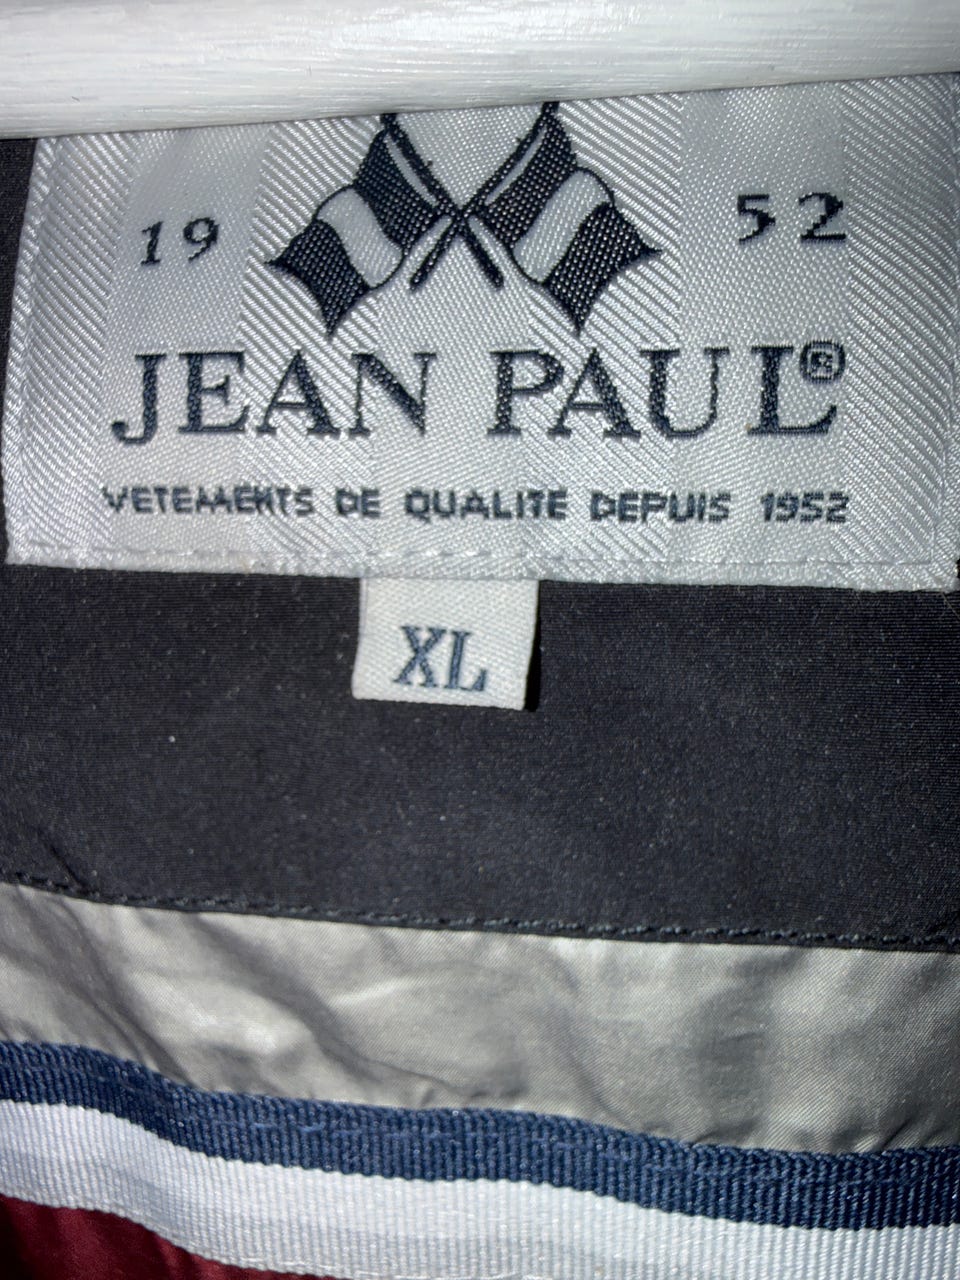 19 52
JEAN PAUL®
VETEMENTS DE QUALITE DEPUIS 1952
XL